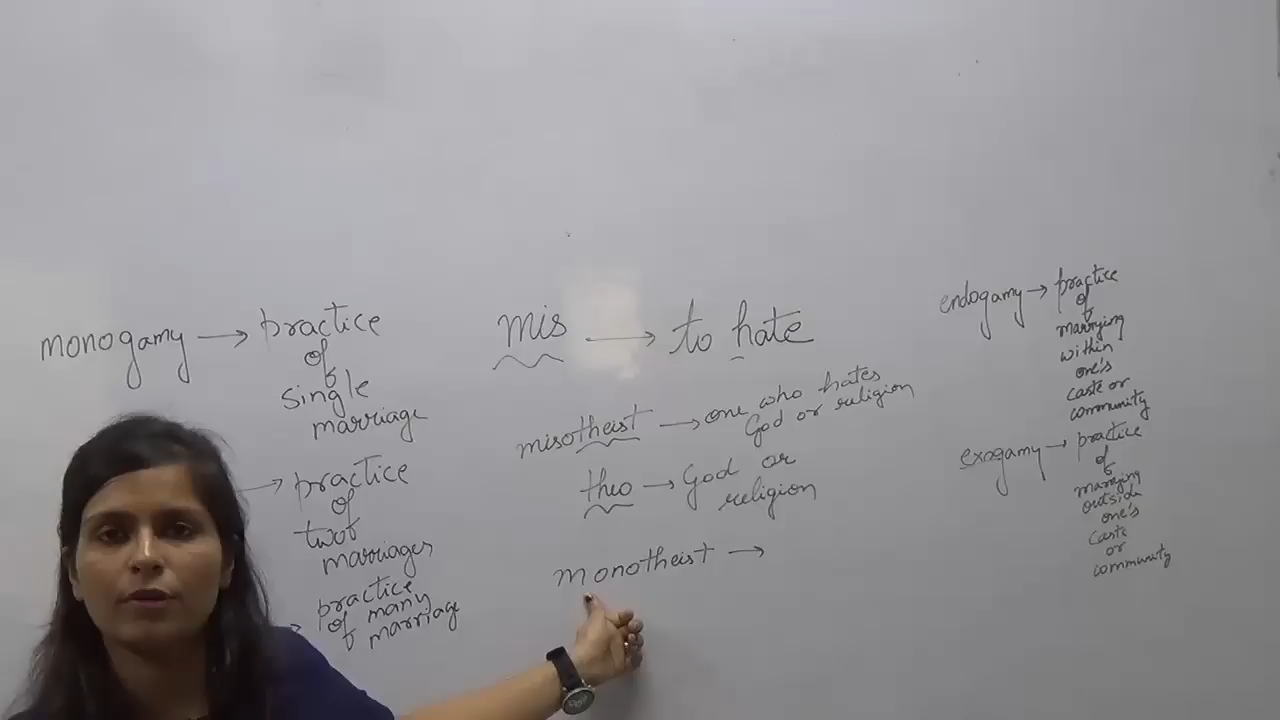 monogamy → practice
of
single
marriage
→ practice
of
two
marriages
practice
of many
marriage
mis → to hate
misotheist → one who hates
God or religion
theo → God or
religion
monotheist →
endogamy → practice
of
marrying
within
one's
caste or
community
exogamy → practice
of
marrying
outside
one's
caste
or
community